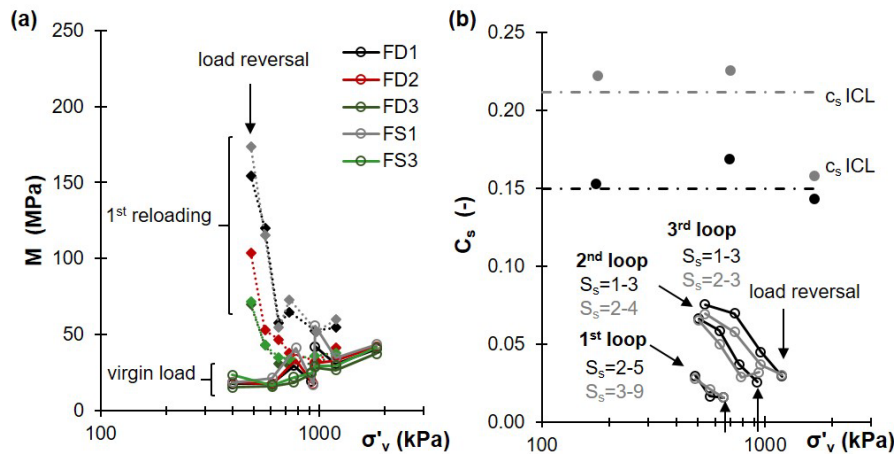 (a)
250
200
150
100
50
0
M (MPa)
100
1000
σ'v (kPa)
load reversal
1st reloading
virgin load
FD1
FD2
FD3
FS1
FS3
(b)
0.25
0.20
0.15
0.10
0.05
0.00
Cs (-)
100
1000
σ'v (kPa)
cs ICL
cs ICL
3rd loop
Ss=1-3
Ss=2-3
2nd loop
Ss=1-3
Ss=2-4
load reversal
1st loop
Ss=2-5
Ss=3-9